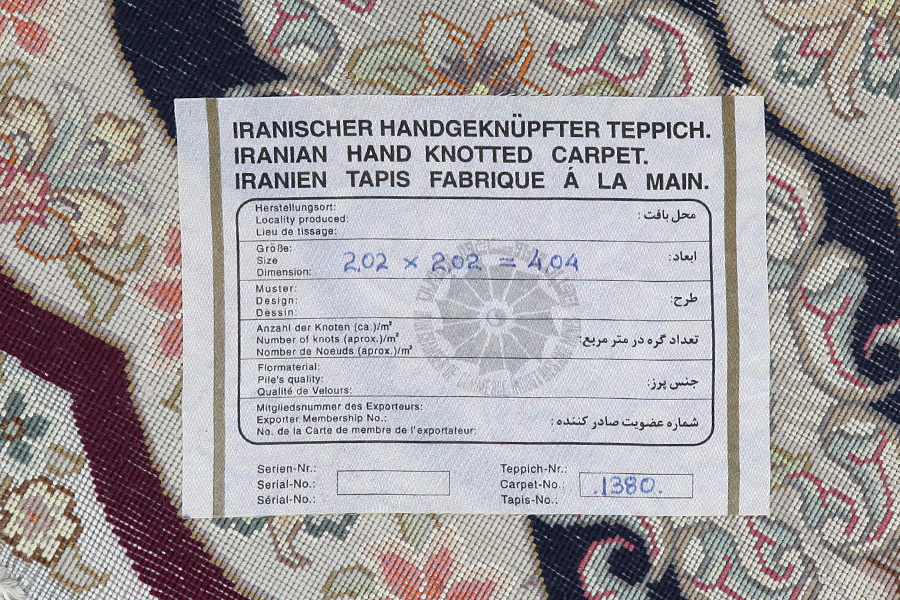 IRANISCHER HANDGEKNÜPFTER TEPPICH.
IRANIAN HAND KNOTTED CARPET.
IRANIEN TAPIS FABRIQUE Á LA MAIN.
Herstellungsort:
Locality produced:
Lieu de tissage:
محل بافت :
Größe:
Size
Dimension:
2,02 × 2,02 = 4,04
ابعاد:
Muster:
Design:
Dessin:
طرح:
Anzahl der Knoten (ca.)/m²
Number of knots (aprox.)/m²
Nomber de Noeuds (aprox.)/m²
تعداد گره در متر مربع:
Flormaterial:
Pile's quality:
Qualité de Velours:
جنس پرز:
Mitgliedsnummer des Exporteurs:
Exporter Membership No.:
No. de la Carte de membre de l'exportateur:
شماره عضویت صادر کننده :
Serien-Nr.:
Serial-No.:
Sérial-No.:
Teppich-Nr.:
Carpet-No.:
Tapis-No.:
.1380.